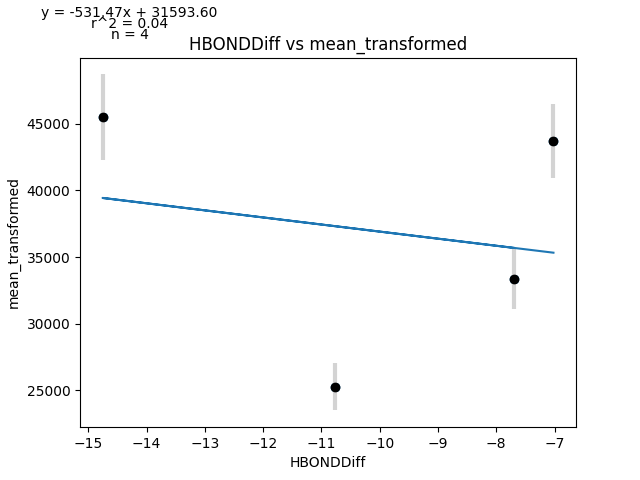 y = -531.47x + 31593.60
r^2 = 0.04
n = 4
HBONDDiff vs mean_transformed
45000
40000
35000
30000
25000
mean_transformed
−15 −14 −13 −12 −11 −10 −9 −8 −7
HBONDDiff